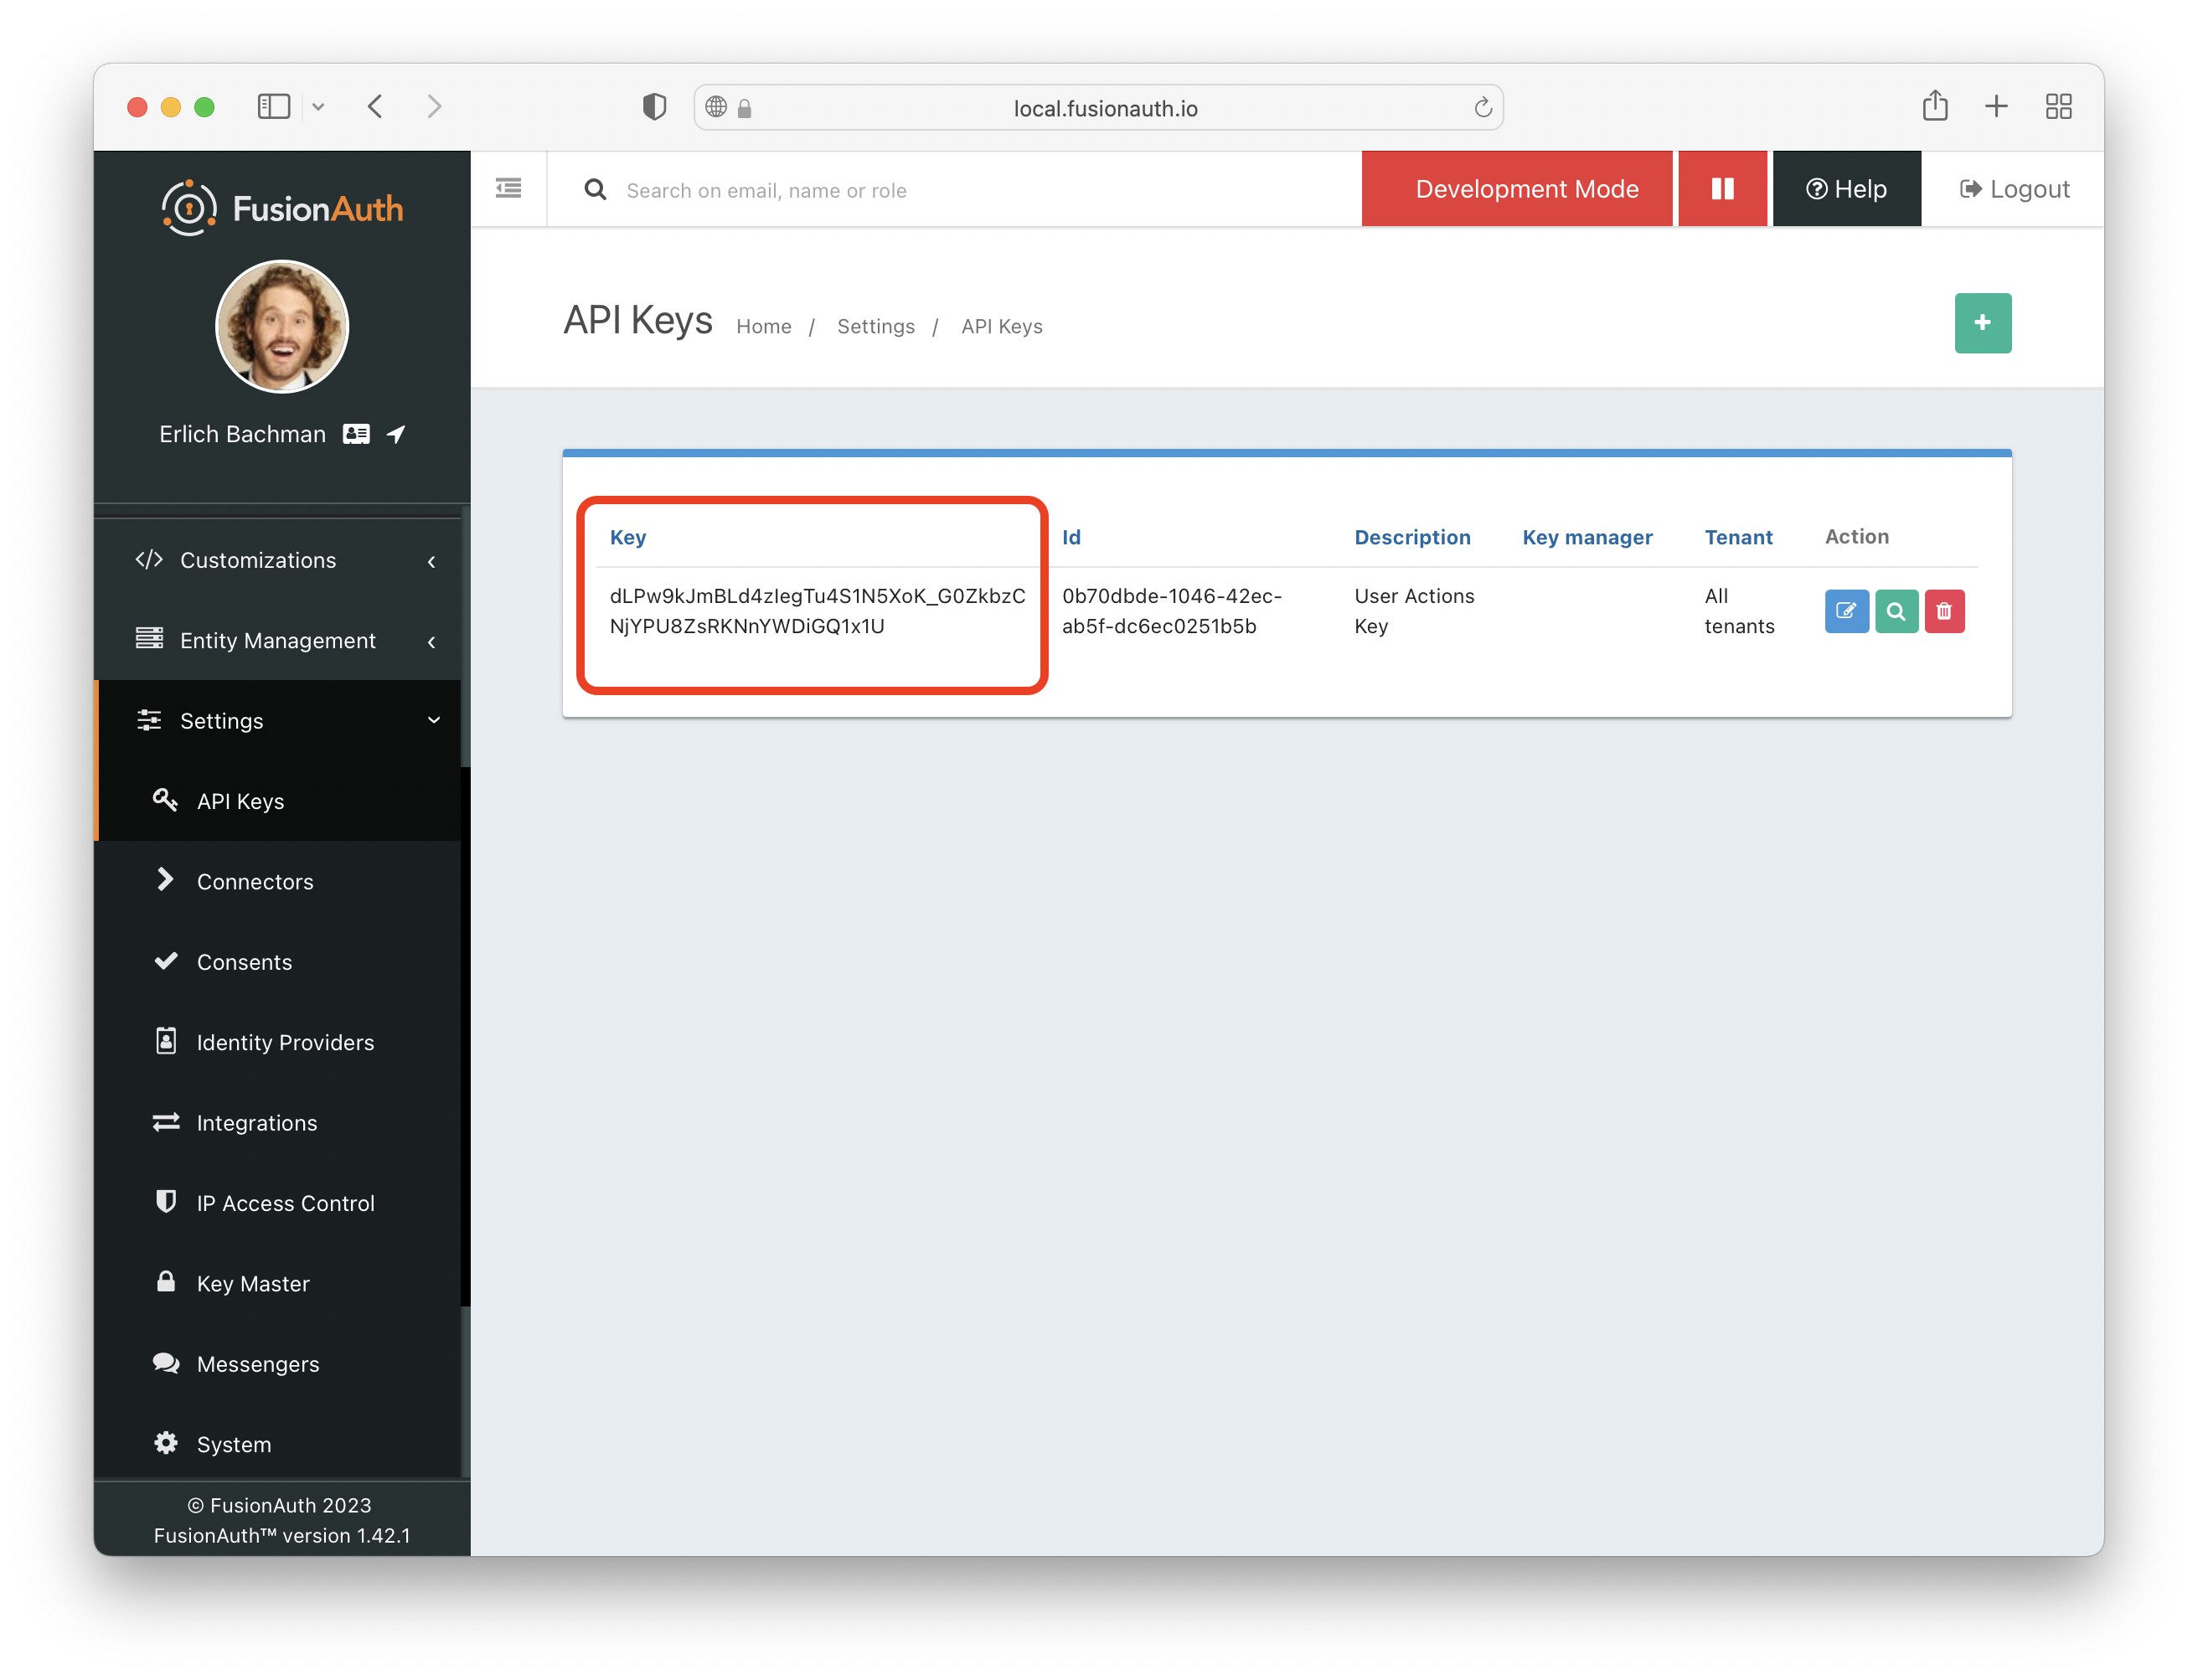 local.fusionauth.io
FusionAuth
Search on email, name or role
Development Mode
Help
Logout
Erlich Bachman
API Keys
Home / Settings / API Keys
Key Id Description Key manager Tenant Action
dLPw9kJmBLd4zIegTu4S1N5XoK_G0ZkbzC 0b70dbde-1046-42ec- User Actions All
NjYPU8ZsRKNnYWDiGQ1x1U ab5f-dc6ec0251b5b Key tenants
Customizations
Entity Management
Settings
API Keys
Connectors
Consents
Identity Providers
Integrations
IP Access Control
Key Master
Messengers
System
© FusionAuth 2023
FusionAuth™ version 1.42.1